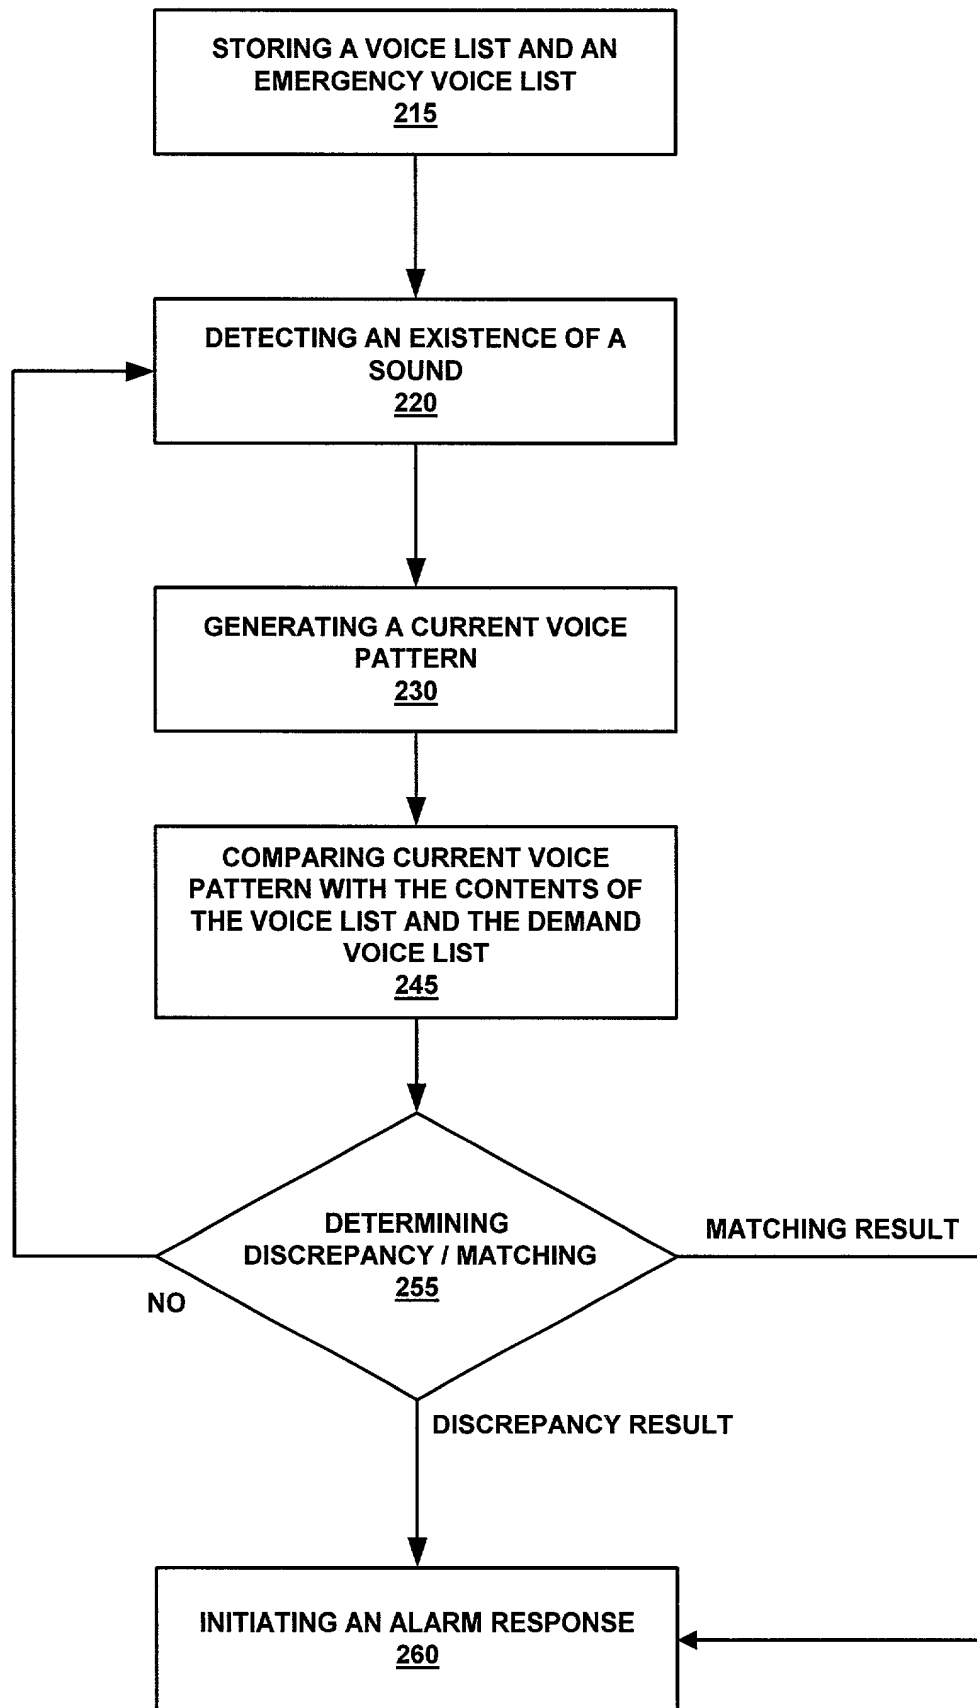 STORING A VOICE LIST AND AN
EMERGENCY VOICE LIST
215
DETECTING AN EXISTENCE OF A
SOUND
220
GENERATING A CURRENT VOICE
PATTERN
230
COMPARING CURRENT VOICE
PATTERN WITH THE CONTENTS OF
THE VOICE LIST AND THE DEMAND
VOICE LIST
245
DETERMINING
DISCREPANCY / MATCHING
255
MATCHING RESULT
NO
DISCREPANCY RESULT
INITIATING AN ALARM RESPONSE
260